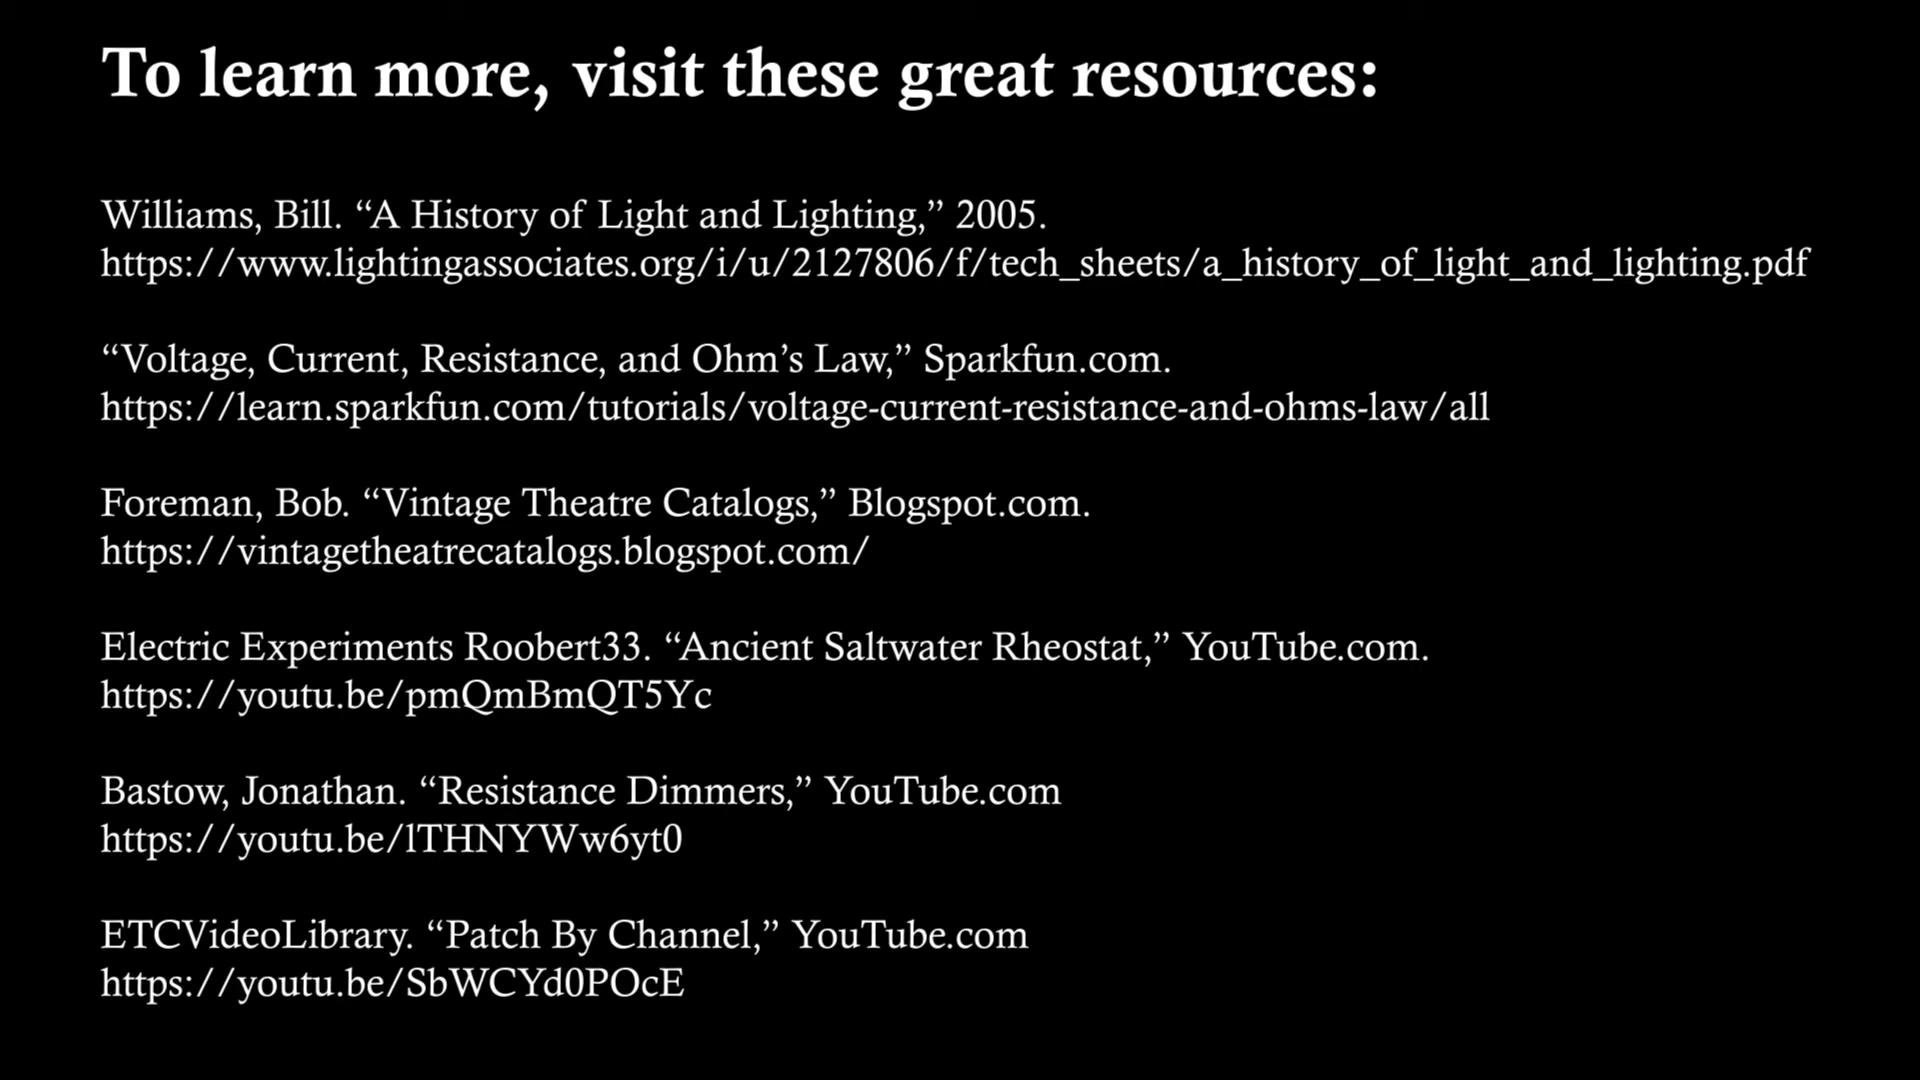 To learn more, visit these great resources:
Williams, Bill. “A History of Light and Lighting,” 2005.
https://www.lightingassociates.org/i/u/2127806/f/tech_sheets/a_history_of_light_and_lighting.pdf
“Voltage, Current, Resistance, and Ohm’s Law,” Sparkfun.com.
https://learn.sparkfun.com/tutorials/voltage-current-resistance-and-ohms-law/all
Foreman, Bob. “Vintage Theatre Catalogs,” Blogspot.com.
https://vintagetheatrecatalogs.blogspot.com/
Electric Experiments Roobert33. “Ancient Saltwater Rheostat,” YouTube.com.
https://youtu.be/pmQmBmQT5Yc
Bastow, Jonathan. “Resistance Dimmers,” YouTube.com
https://youtu.be/lTHNYWw6yt0
ETCVideoLibrary. “Patch By Channel,” YouTube.com
https://youtu.be/SbWCYd0POcE